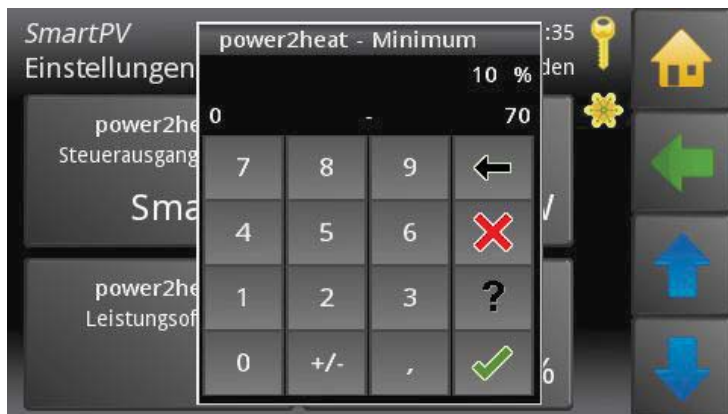 SmartPV
Einstellungen
:35
den
power2heat - Minimum
10 %
0 - 70
7 8 9
4 5 6
1 2 3 ?
0 +/- ,
power2he
Steuerausgang
Sma
V
power2he
Leistungsof
%